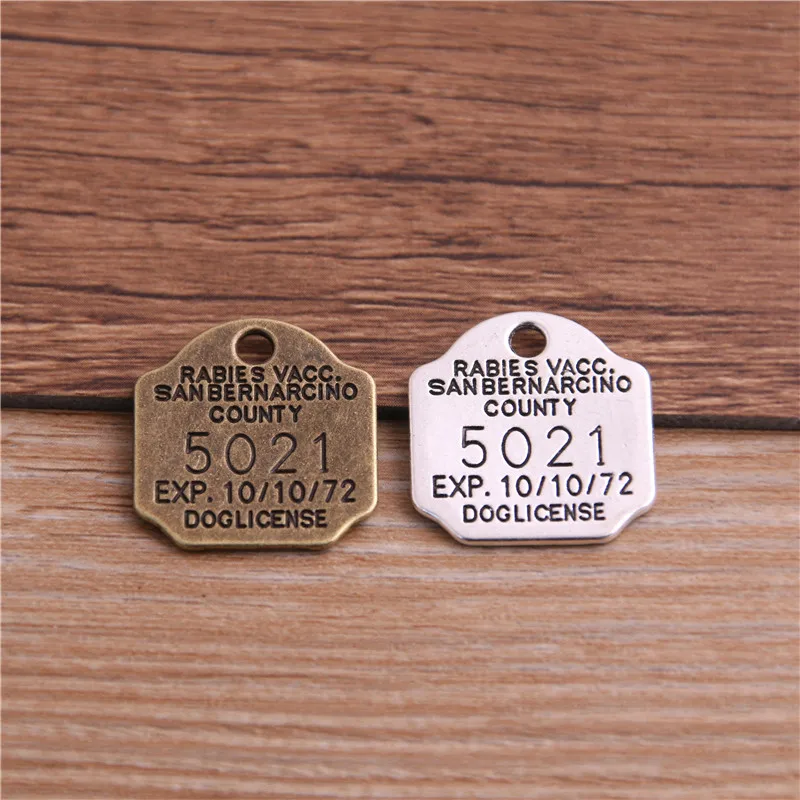 RABIES VACC.
SANBERNARCINO
COUNTY
5021
EXP. 10/10/72
DOGLICENSE
RABIES VACC.
SANBERNARCINO
COUNTY
5021
EXP. 10/10/72
DOGLICENSE